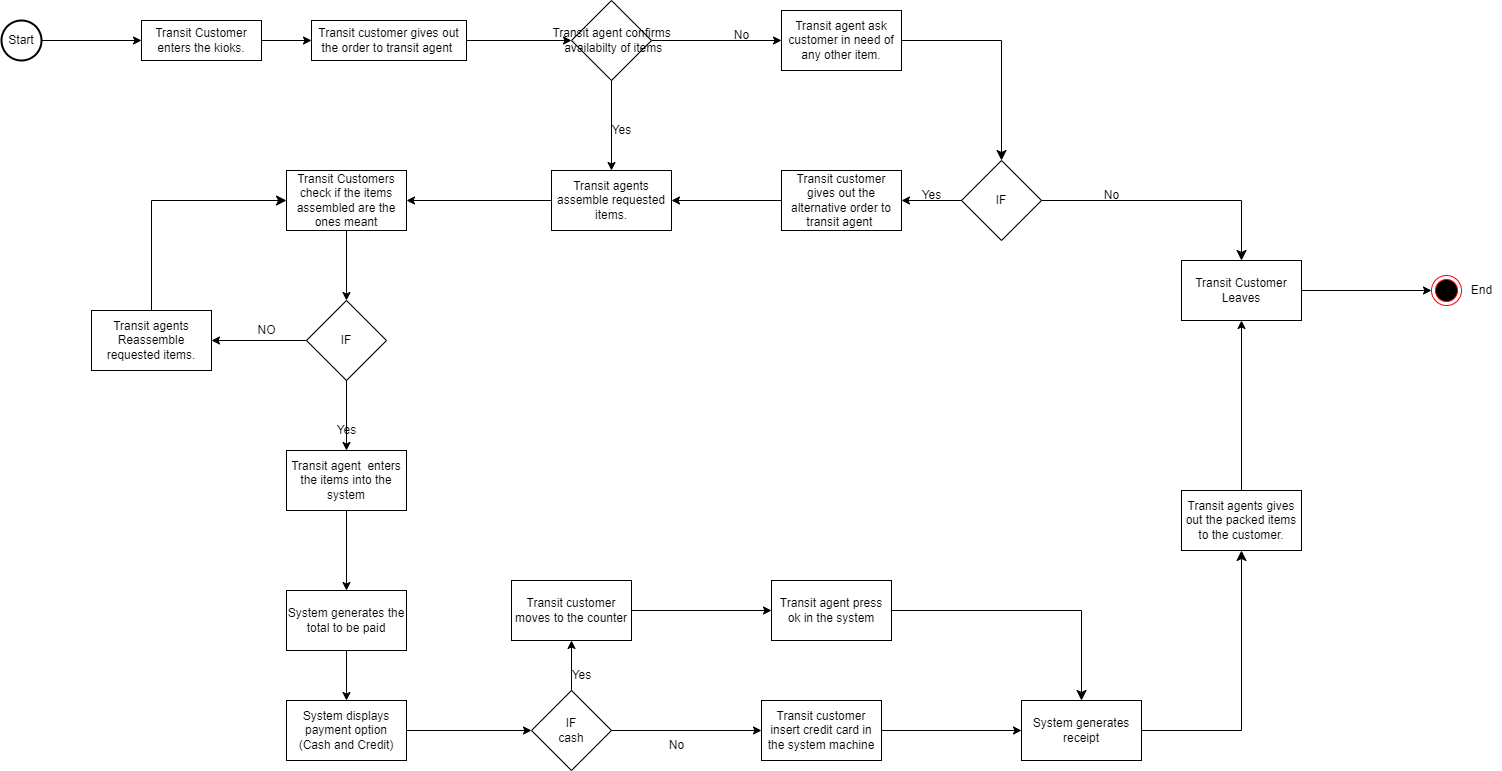 Start
Transit Customer
enters the kioks.
Transit customer gives out
the order to transit agent
Transit agent confirms
availabilty of items
No
Transit agent ask
customer in need of
any other item.
Yes
Transit Customers
check if the items
assembled are the
ones meant
Transit agents
assemble requested
items.
Transit customer
gives out the
alternative order to
transit agent
Yes
IF
No
Transit Customer
Leaves
End
Transit agents
Reassemble
requested items.
NO
IF
Yes
Transit agent  enters
the items into the
system
Transit agents gives
out the packed items
to the customer.
System generates the
total to be paid
Transit customer
moves to the counter
Transit agent press
ok in the system
Yes
System displays
payment option
(Cash and Credit)
IF
cash
No
Transit customer
insert credit card in
the system machine
System generates
receipt